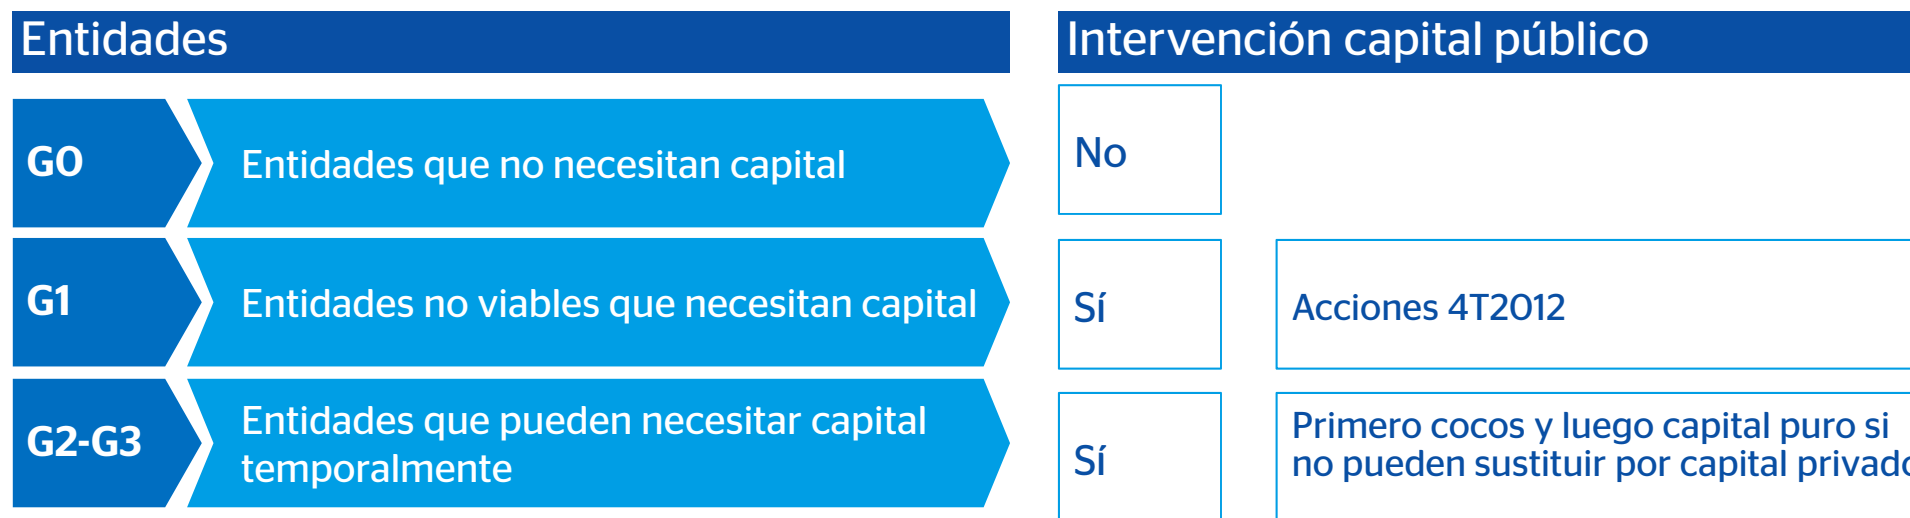 Entidades
Intervención capital público
G0
Entidades que no necesitan capital
No
G1
Entidades no viables que necesitan capital
Sí
Acciones 4T2012
G2-G3
Entidades que pueden necesitar capital
temporalmente
Sí
Primero cocos y luego capital puro si
no pueden sustituir por capital privado